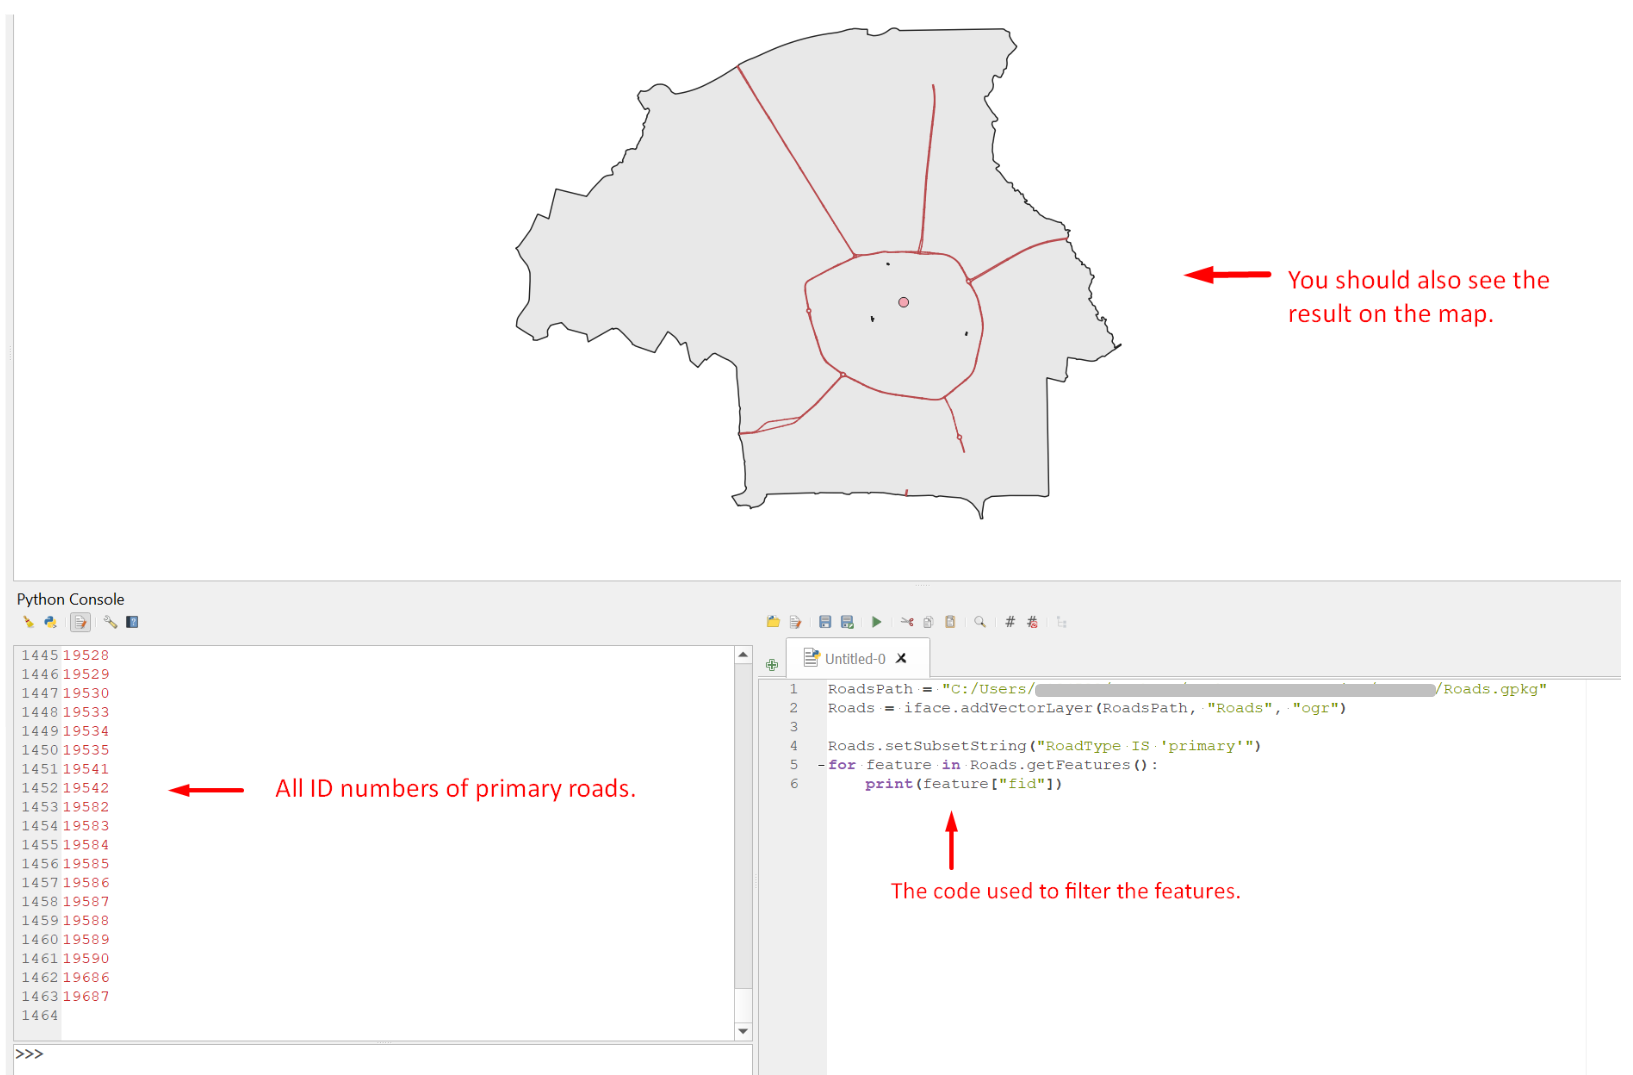 You should also see the
result on the map.
Python Console
Untitled-0
1445 19528
1446 19529
1447 19530
1448 19533
1449 19534
1450 19535
1451 19541
1452 19542
1453 19582
1454 19583
1455 19584
1456 19585
1457 19586
1458 19587
1459 19588
1460 19589
1461 19590
1462 19686
1463 19687
1464
>>>
All ID numbers of primary roads.
1 RoadsPath = "C:/Users/ /Roads.gpkg"
2 Roads = iface.addVectorLayer(RoadsPath, "Roads", "ogr")
3
4 Roads.setSubsetString("RoadType IS 'primary'")
5 for feature in Roads.getFeatures():
6 print(feature["fid"])
The code used to filter the features.